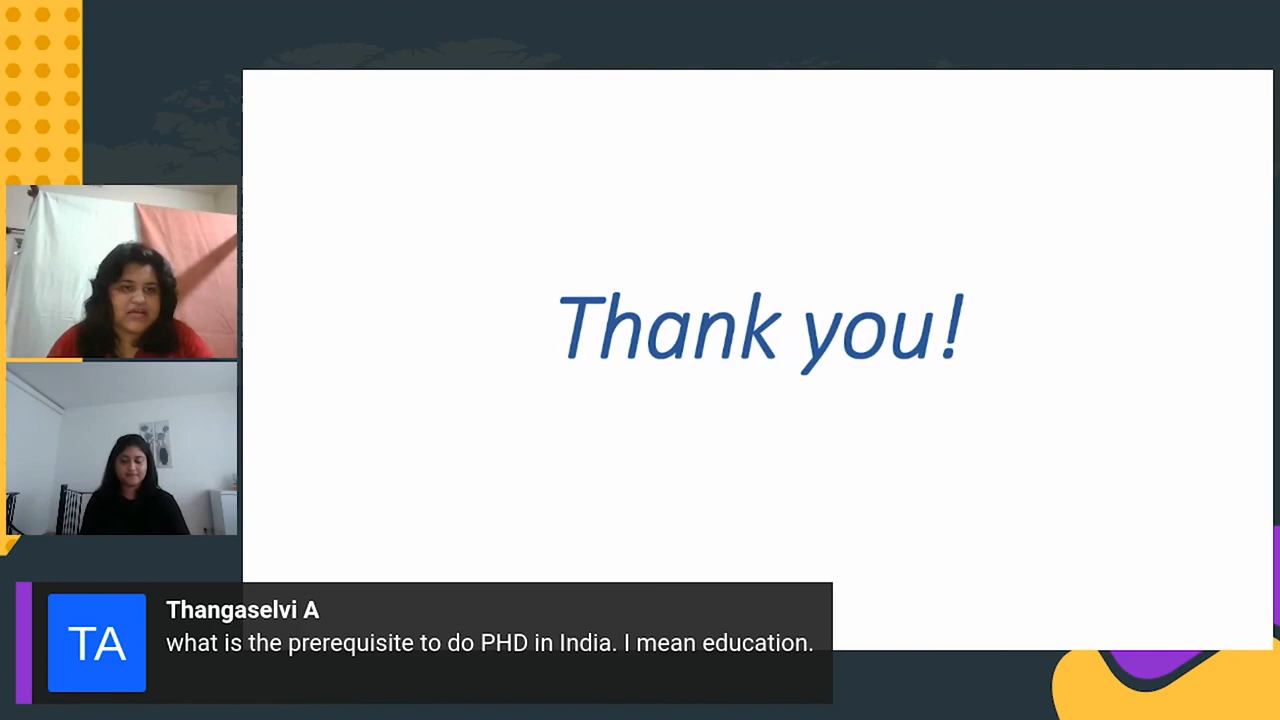 Thank you!
TA
Thangaselvi A
what is the prerequisite to do PHD in India. I mean education.